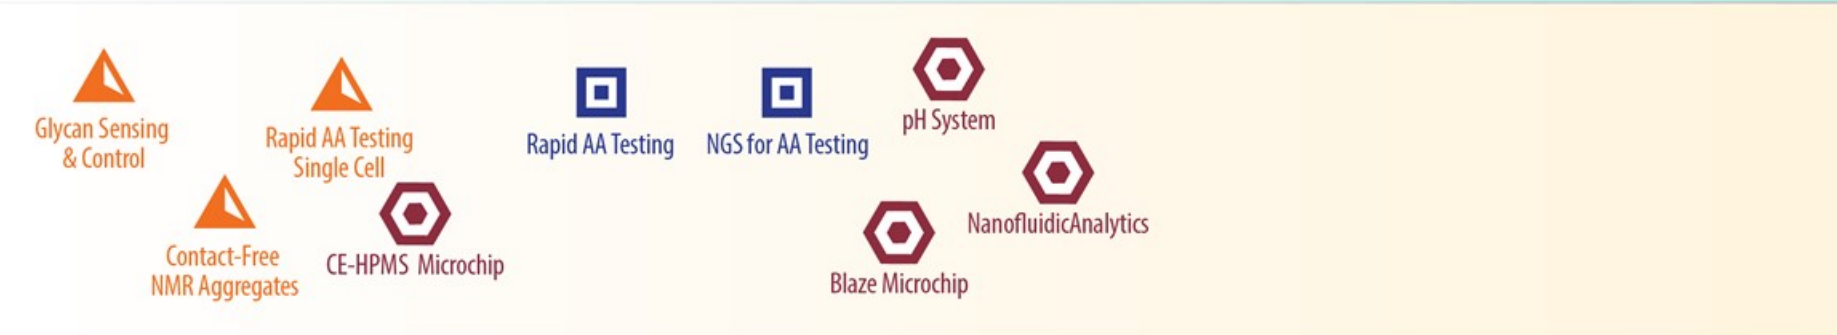 Glycan Sensing
& Control
Rapid AA Testing
Single Cell
Rapid AA Testing
NGS for AA Testing
pH System
Contact-Free
NMR Aggregates
CE-HPMS Microchip
Blaze Microchip
NanofluidicAnalytics